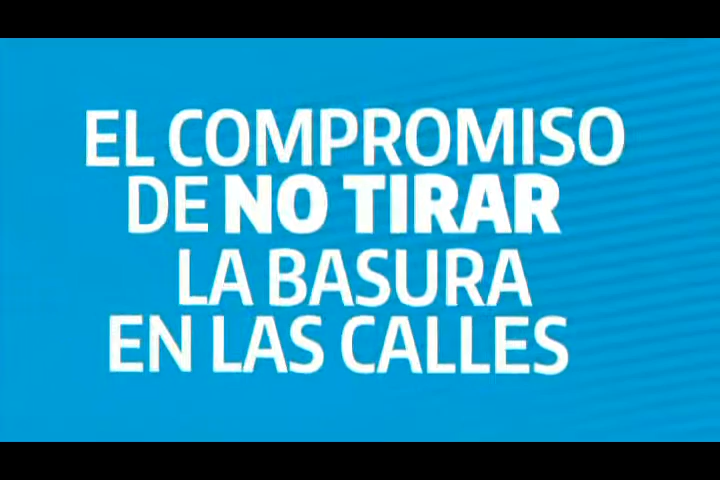 EL COMPROMISO
DE NO TIRAR
LA BASURA
EN LAS CALLES